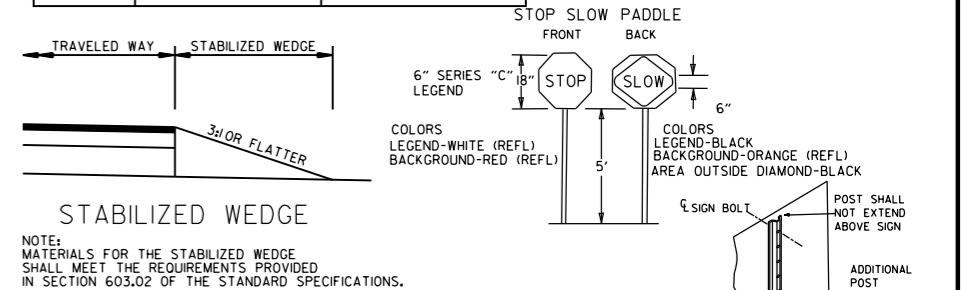 STOP SLOW PADDLE
FRONT BACK
TRAVELED WAY STABILIZED WEDGE
6" SERIES "C" 18"
LEGEND
STOP SLOW
6"
3:1 OR FLATTER
COLORS
LEGEND-WHITE (REFL)
BACKGROUND-RED (REFL)
5'
COLORS
LEGEND-BLACK
BACKGROUND-ORANGE (REFL)
AREA OUTSIDE DIAMOND-BLACK
STABILIZED WEDGE
NOTE:
MATERIALS FOR THE STABILIZED WEDGE
SHALL MEET THE REQUIREMENTS PROVIDED
IN SECTION 603.02 OF THE STANDARD SPECIFICATIONS.
℄ SIGN BOLT
POST SHALL
NOT EXTEND
ABOVE SIGN
ADDITIONAL
POST